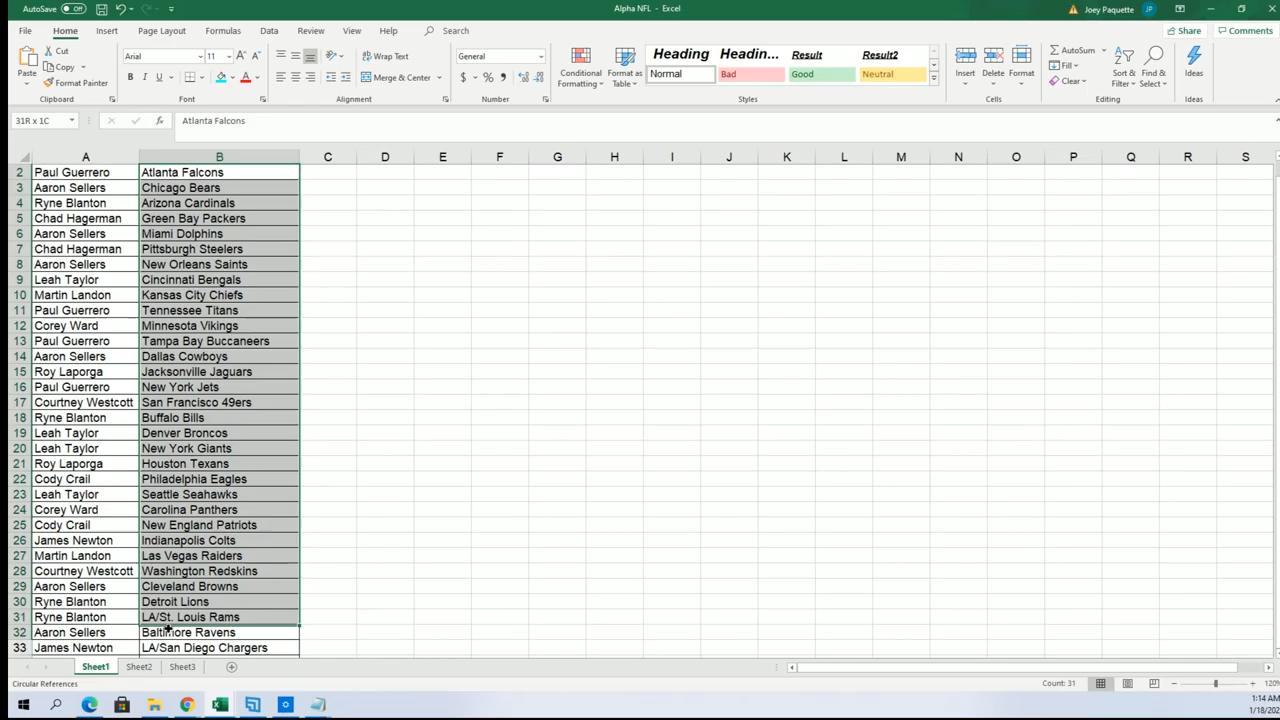 AutoSave Off Alpha NFL - Excel Joey Paquette JP
File Home Insert Page Layout Formulas Data Review View Help Search Share Comments
Paste Cut Copy Format Painter Clipboard
Arial 11 B I U A A A Font
Wrap Text Merge & Center Alignment
General $ % Number
Conditional Formatting Format as Table
Heading Headin... Result Result2
Normal Bad Good Neutral
Styles
Insert Delete Format Cells
AutoSum Fill Clear Sort & Filter Find & Select Editing
Ideas Ideas
31R x 1C fx Atlanta Falcons
A B C D E F G H I J K L M N O P Q R S
2 Paul Guerrero Atlanta Falcons
3 Aaron Sellers Chicago Bears
4 Ryne Blanton Arizona Cardinals
5 Chad Hagerman Green Bay Packers
6 Aaron Sellers Miami Dolphins
7 Chad Hagerman Pittsburgh Steelers
8 Aaron Sellers New Orleans Saints
9 Leah Taylor Cincinnati Bengals
10 Martin Landon Kansas City Chiefs
11 Paul Guerrero Tennessee Titans
12 Corey Ward Minnesota Vikings
13 Paul Guerrero Tampa Bay Buccaneers
14 Aaron Sellers Dallas Cowboys
15 Roy Laporga Jacksonville Jaguars
16 Paul Guerrero New York Jets
17 Courtney Westcott San Francisco 49ers
18 Ryne Blanton Buffalo Bills
19 Leah Taylor Denver Broncos
20 Leah Taylor New York Giants
21 Roy Laporga Houston Texans
22 Cody Crail Philadelphia Eagles
23 Leah Taylor Seattle Seahawks
24 Corey Ward Carolina Panthers
25 Cody Crail New England Patriots
26 James Newton Indianapolis Colts
27 Martin Landon Las Vegas Raiders
28 Courtney Westcott Washington Redskins
29 Aaron Sellers Cleveland Browns
30 Ryne Blanton Detroit Lions
31 Ryne Blanton LA/St. Louis Rams
32 Aaron Sellers Baltimore Ravens
33 James Newton LA/San Diego Chargers
Sheet1 Sheet2 Sheet3
Circular References Count: 31 120%
1:14 AM
1/18/202